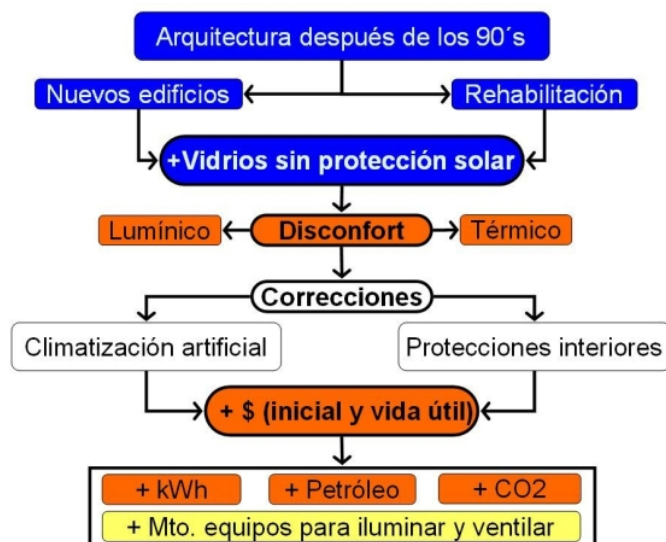 Arquitectura después de los 90´s
Nuevos edificios
Rehabilitación
+Vidrios sin protección solar
Lumínico
Disconfort
Térmico
Correcciones
Climatización artificial
Protecciones interiores
+ $ (inicial y vida útil)
+ kWh
+ Petróleo
+ CO2
+ Mto. equipos para iluminar y ventilar